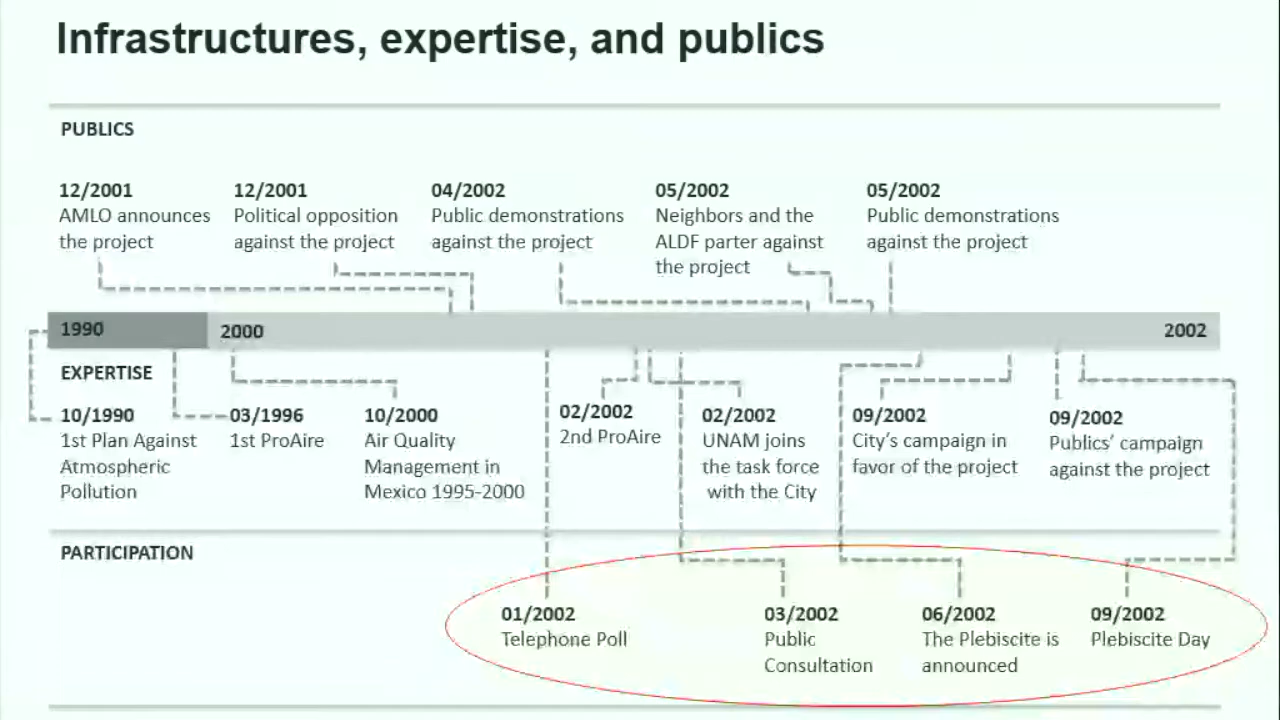 Infrastructures, expertise, and publics
PUBLICS
12/2001
AMLO announces
the project
12/2001
Political opposition
against the project
04/2002
Public demonstrations
against the project
05/2002
Neighbors and the
ALDF parter against
the project
05/2002
Public demonstrations
against the project
1990
2000
2002
EXPERTISE
10/1990
1st Plan Against
Atmospheric
Pollution
03/1996
1st ProAire
10/2000
Air Quality
Management in
Mexico 1995-2000
02/2002
2nd ProAire
02/2002
UNAM joins
the task force
with the City
09/2002
City's campaign in
favor of the project
09/2002
Publics' campaign
against the project
PARTICIPATION
01/2002
Telephone Poll
03/2002
Public
Consultation
06/2002
The Plebiscite is
announced
09/2002
Plebiscite Day